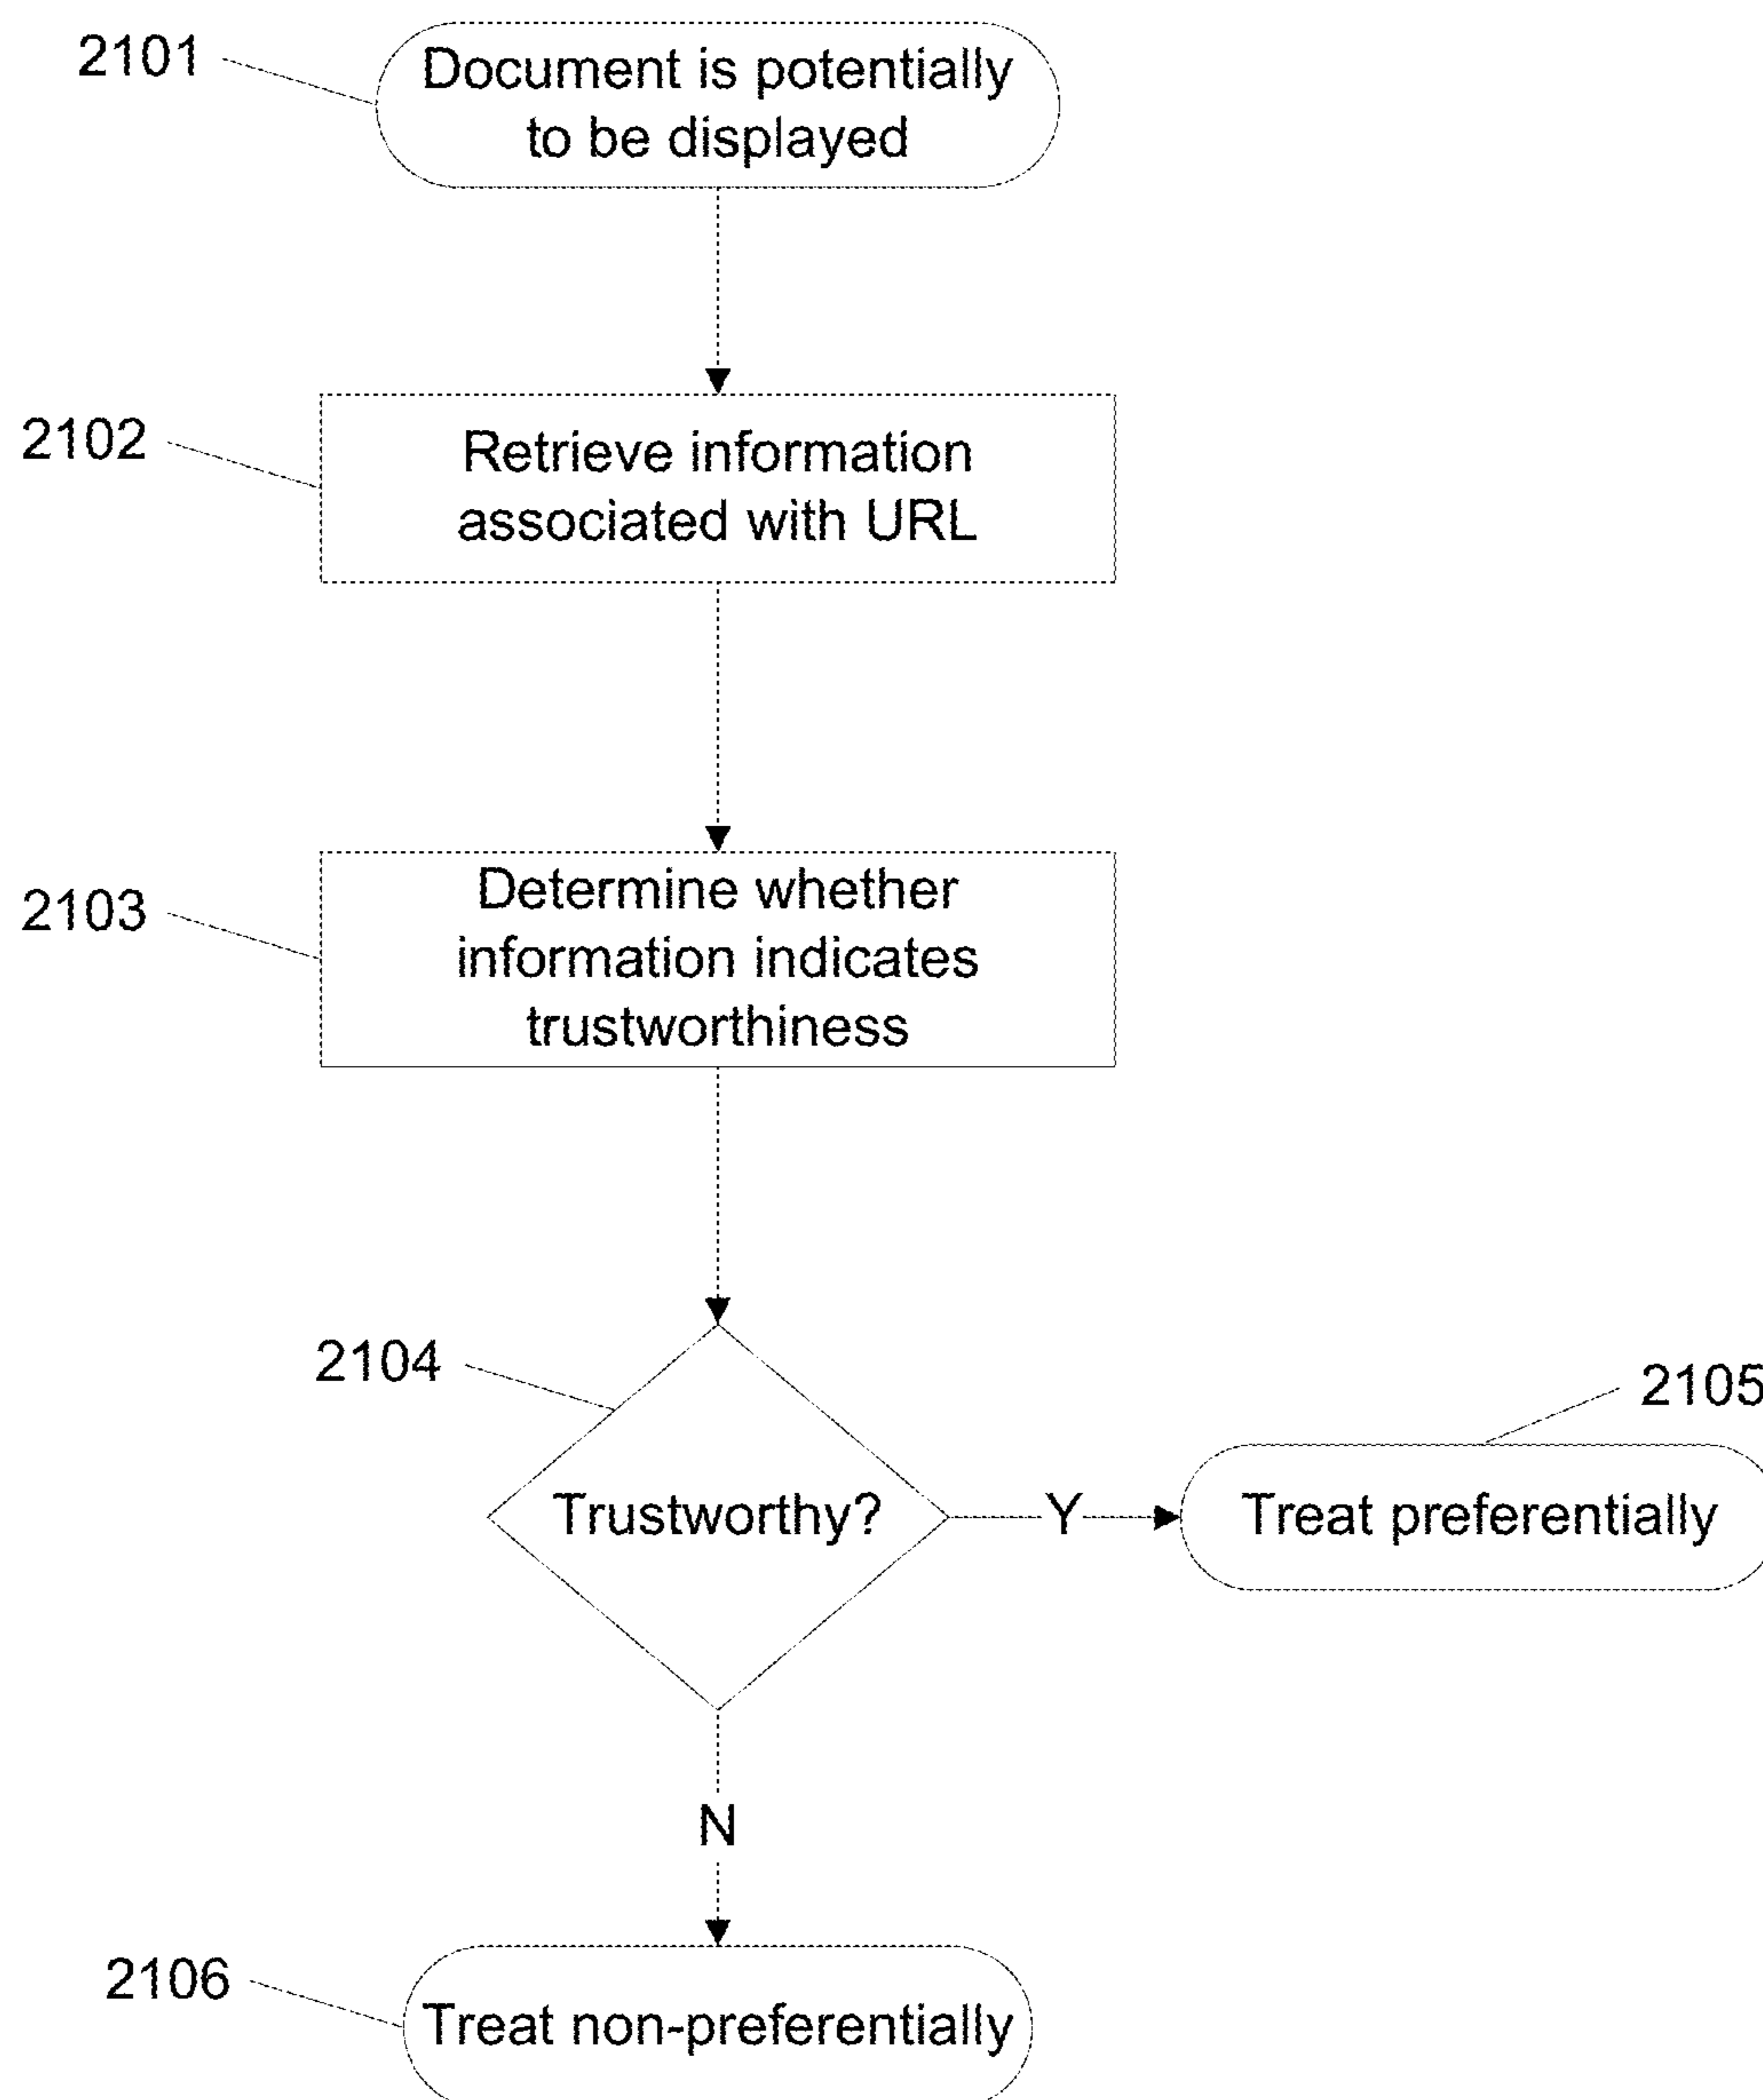 2101
Document is potentially
to be displayed
2102
Retrieve information
associated with URL
2103
Determine whether
information indicates
trustworthiness
2104
2105
Trustworthy?
Y
Treat preferentially
N
2106
Treat non-preferentially